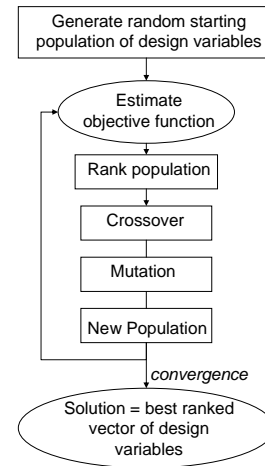 Generate random starting
population of design variables
Estimate
objective function
Rank population
Crossover
Mutation
New Population
convergence
Solution = best ranked
vector of design
variables